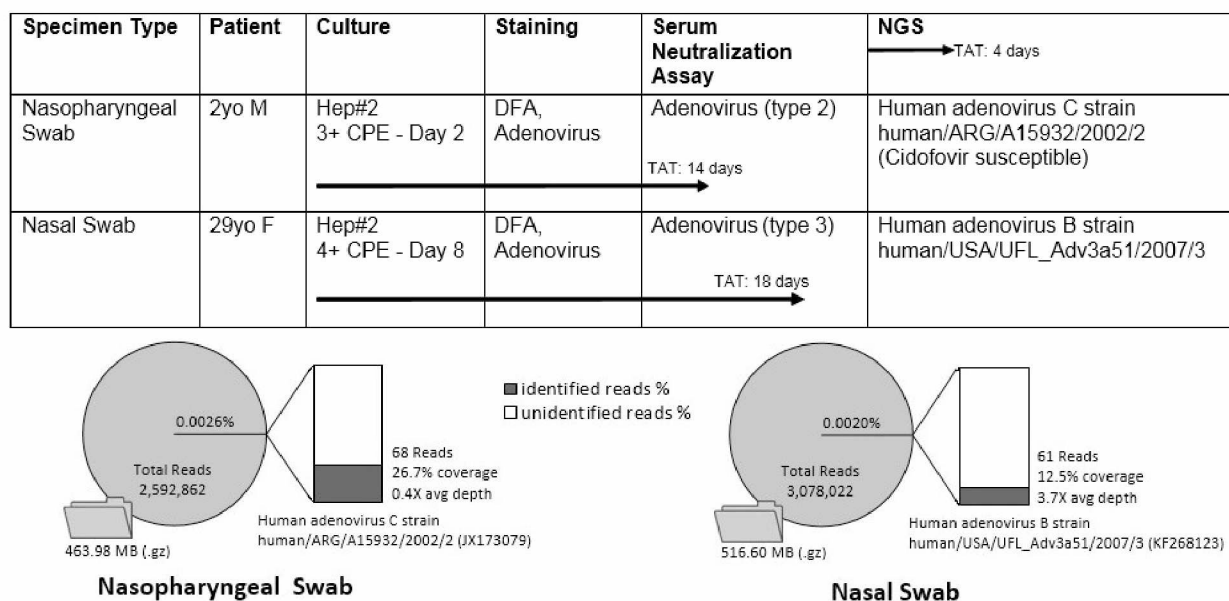 Specimen Type Patient Culture Staining Serum Neutralization Assay NGS
TAT: 4 days
Nasopharyngeal Swab 2yo M Hep#2 3+ CPE - Day 2 DFA, Adenovirus Adenovirus (type 2) Human adenovirus C strain human/ARG/A15932/2002/2 (Cidofovir susceptible)
TAT: 14 days
Nasal Swab 29yo F Hep#2 4+ CPE - Day 8 DFA, Adenovirus Adenovirus (type 3) Human adenovirus B strain human/USA/UFL_Adv3a51/2007/3
TAT: 18 days
0.0026%
Total Reads
2,592,862
463.98 MB (.gz)
68 Reads
26.7% coverage
0.4X avg depth
Human adenovirus C strain
human/ARG/A15932/2002/2 (JX173079)
Nasopharyngeal Swab
identified reads %
unidentified reads %
0.0020%
Total Reads
3,078,022
516.60 MB (.gz)
61 Reads
12.5% coverage
3.7X avg depth
Human adenovirus B strain
human/USA/UFL_Adv3a51/2007/3 (KF268123)
Nasal Swab